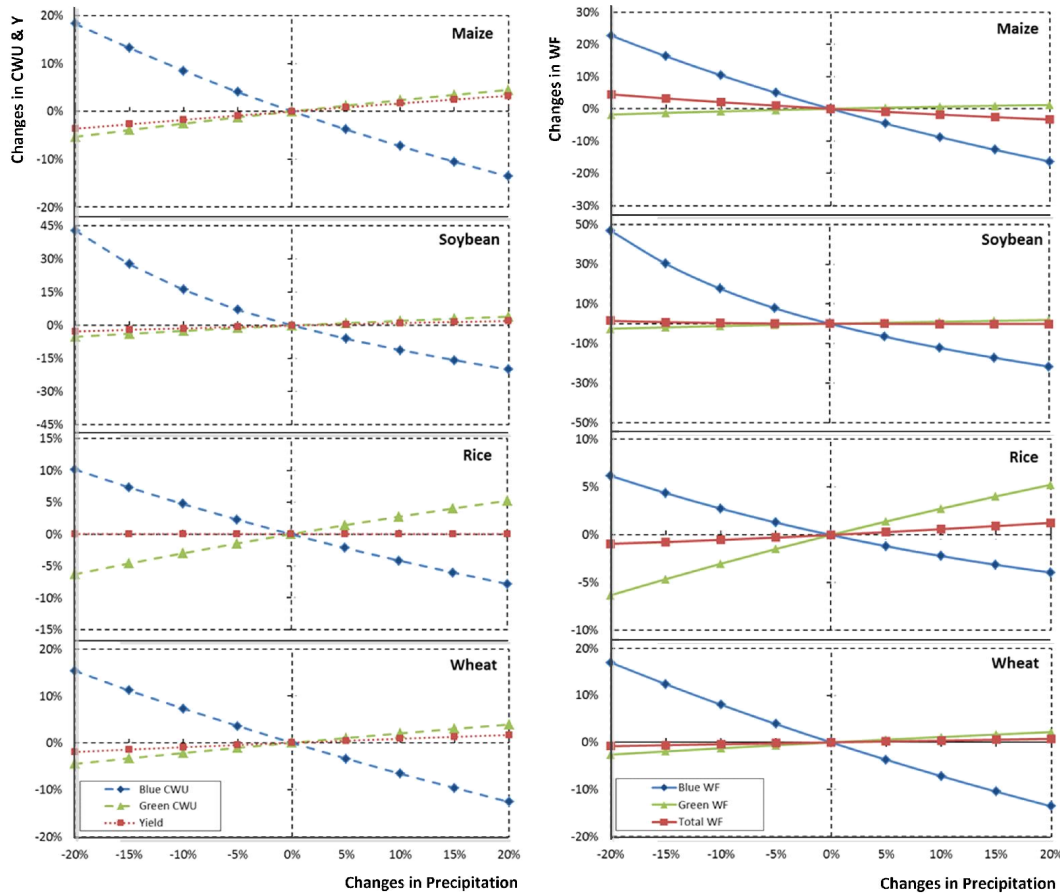 Changes in CWU & Y
20%
10%
0%
-10%
-20%
Maize
45%
30%
15%
0%
-15%
-30%
-45%
Soybean
15%
10%
5%
0%
-5%
-10%
-15%
Rice
20%
10%
0%
-10%
-20%
Wheat
Blue CWU
Green CWU
Yield
-20% -15% -10% -5% 0% 5% 10% 15% 20%
Changes in Precipitation
Changes in WF
30%
20%
10%
0%
-10%
-20%
-30%
Maize
50%
30%
10%
-10%
-30%
-50%
Soybean
10%
5%
0%
-5%
-10%
Rice
20%
10%
0%
-10%
-20%
Wheat
Blue WF
Green WF
Total WF
-20% -15% -10% -5% 0% 5% 10% 15% 20%
Changes in Precipitation